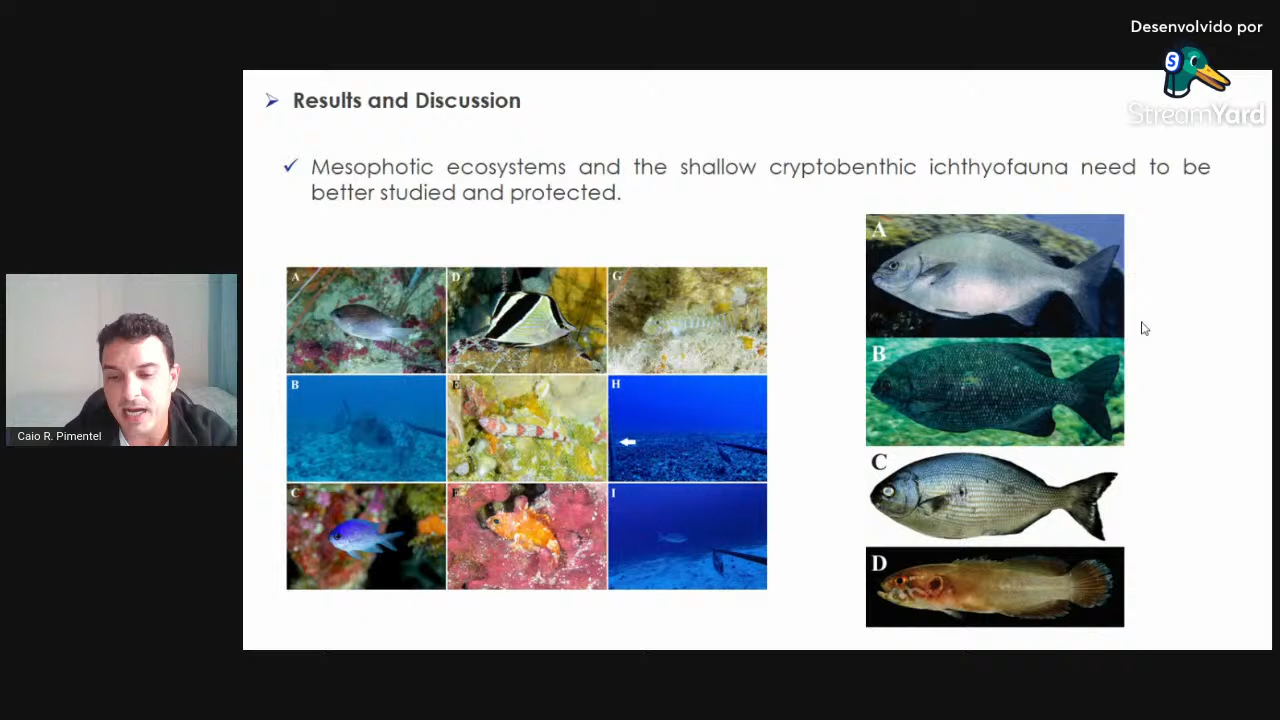 Desenvolvido por
S
StreamYard
Results and Discussion
Mesophotic ecosystems and the shallow cryptobenthic ichthyofauna need to be
better studied and protected.
A
D
G
B
E
H
C
F
I
A
B
C
D
Caio R. Pimentel